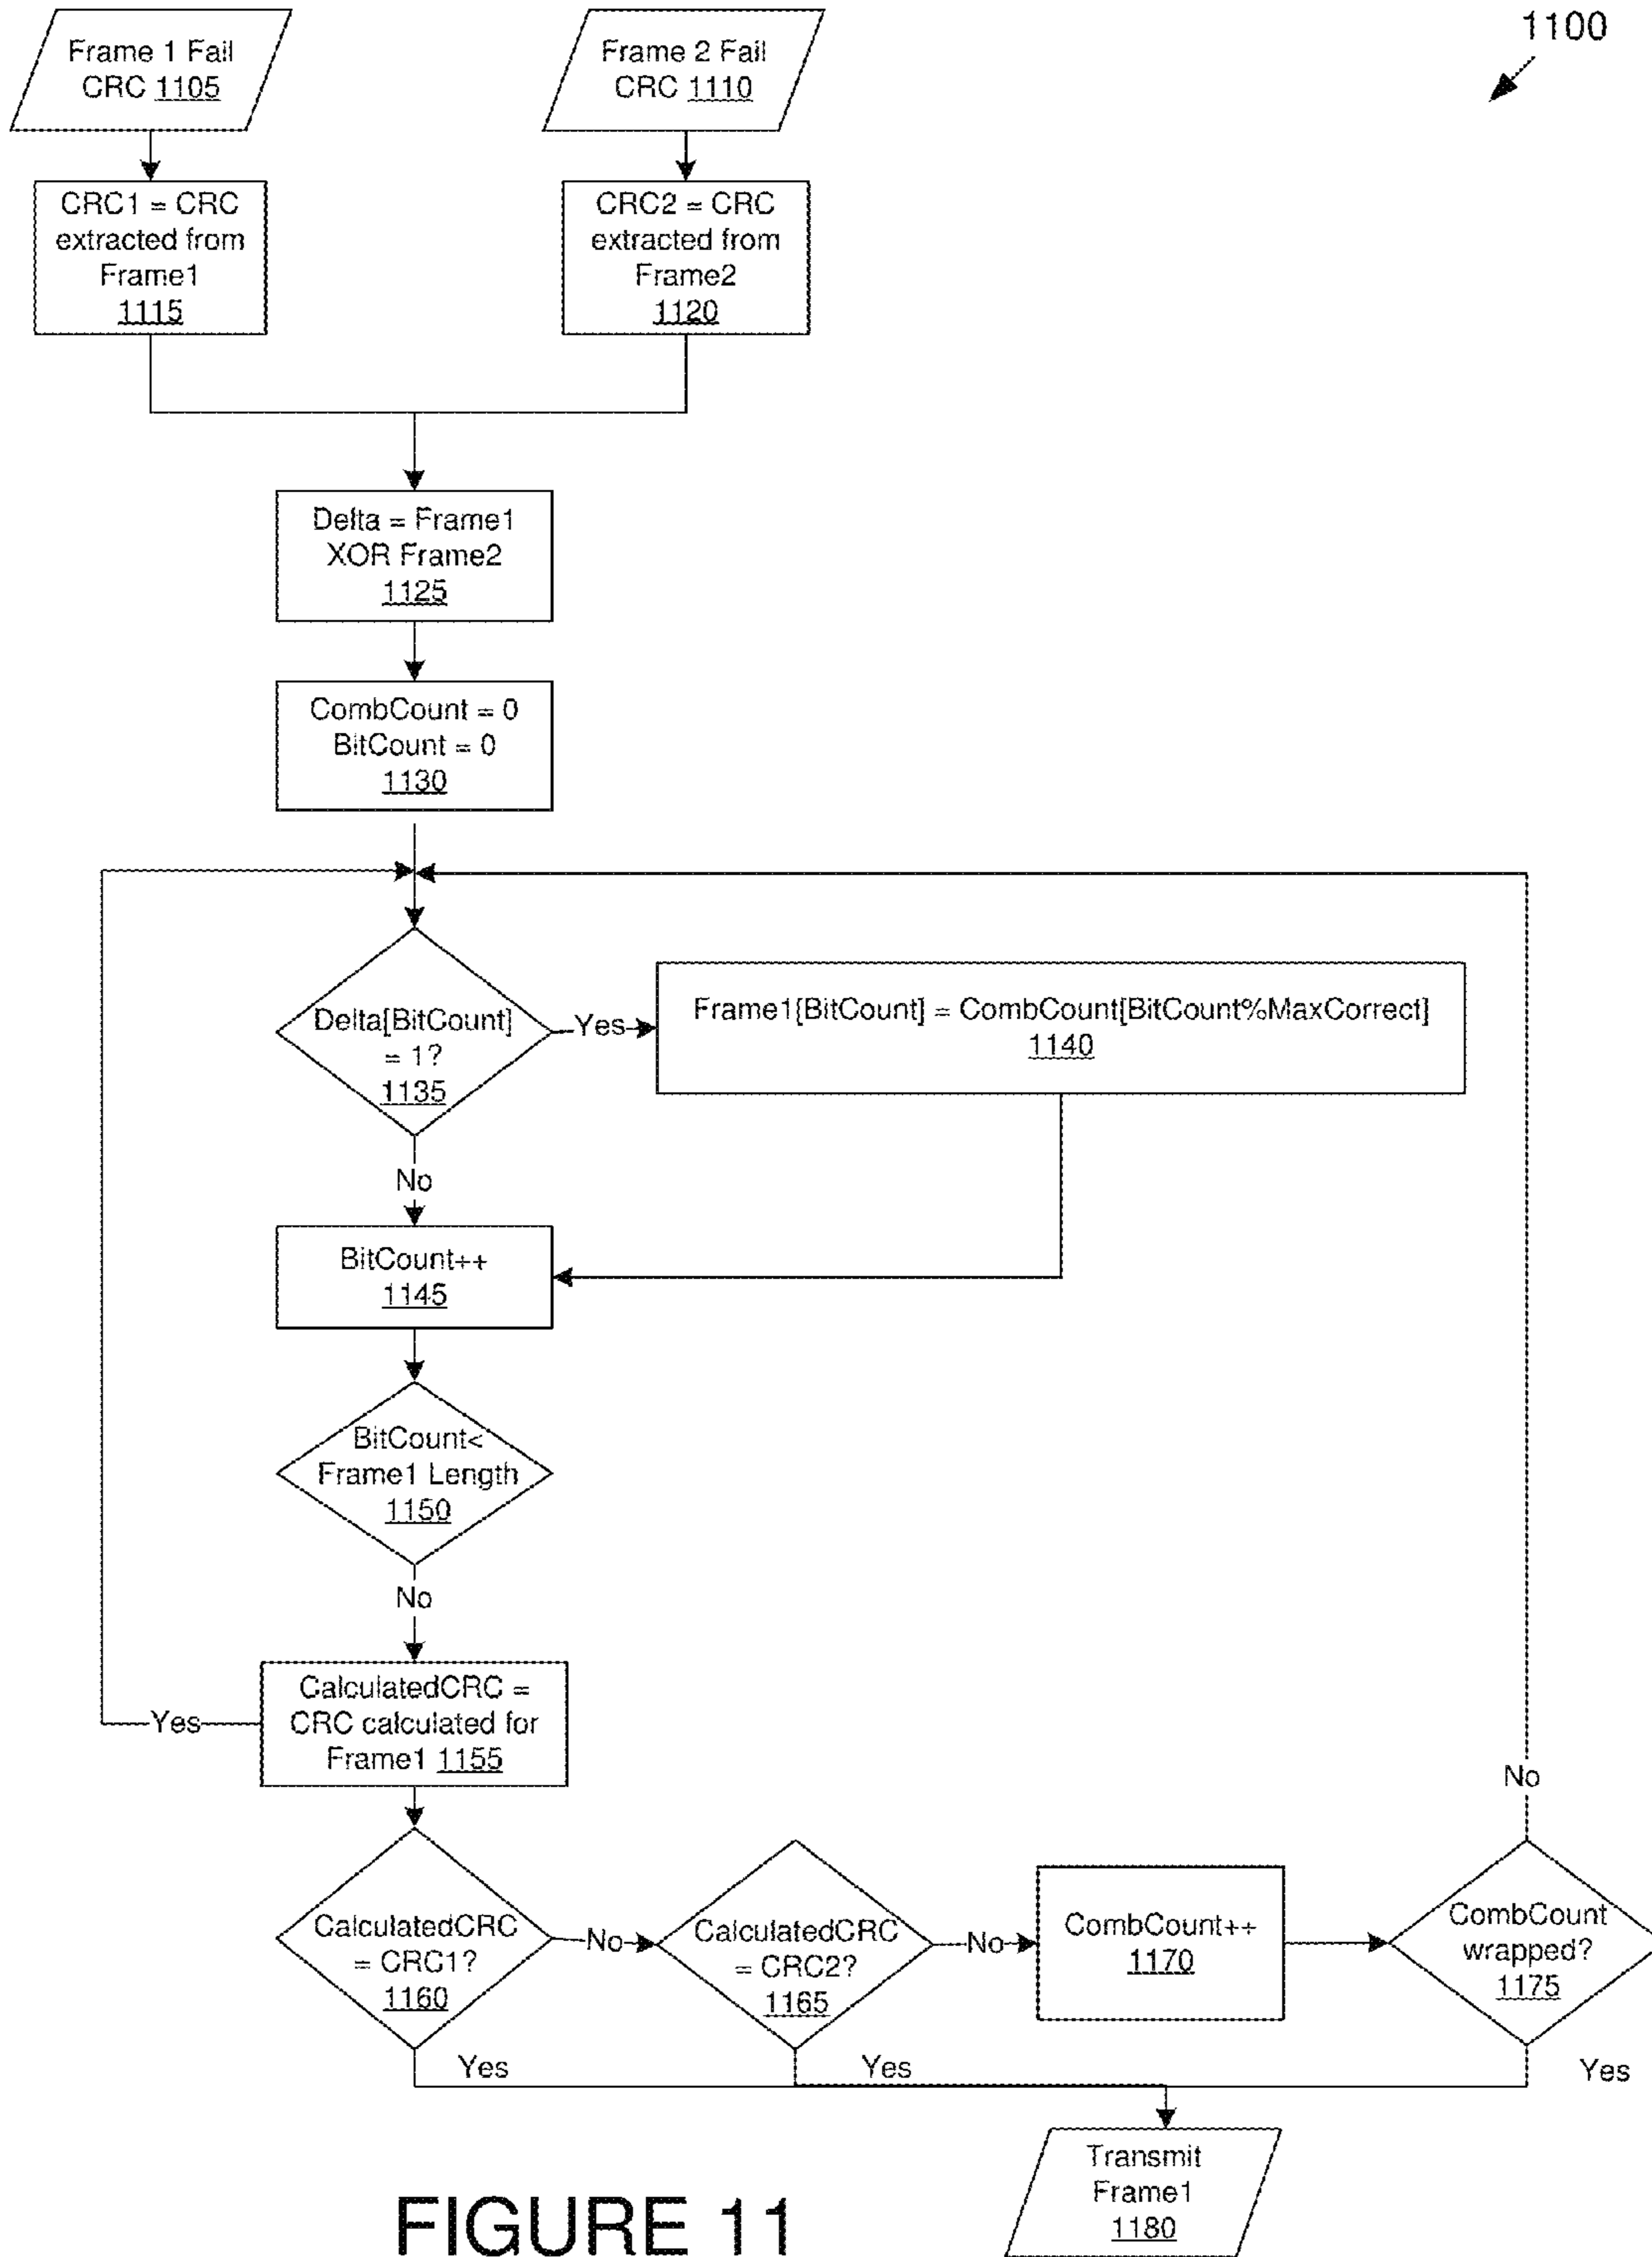 1100
Frame 1 Fail
CRC 1105
Frame 2 Fail
CRC 1110
CRC1 = CRC
extracted from
Frame1
1115
CRC2 = CRC
extracted from
Frame2
1120
Delta = Frame1
XOR Frame2
1125
CombCount = 0
BitCount = 0
1130
Delta[BitCount]
= 1?
1135
Yes
Frame1{BitCount] = CombCount[BitCount%MaxCorrect]
1140
No
BitCount++
1145
BitCount<
Frame1 Length
1150
No
CalculatedCRC =
CRC calculated for
Frame1 1155
Yes
No
CalculatedCRC
= CRC1?
1160
No
CalculatedCRC
= CRC2?
1165
No
CombCount++
1170
CombCount
wrapped?
1175
Yes
Yes
Yes
Transmit
Frame1
1180
FIGURE 11